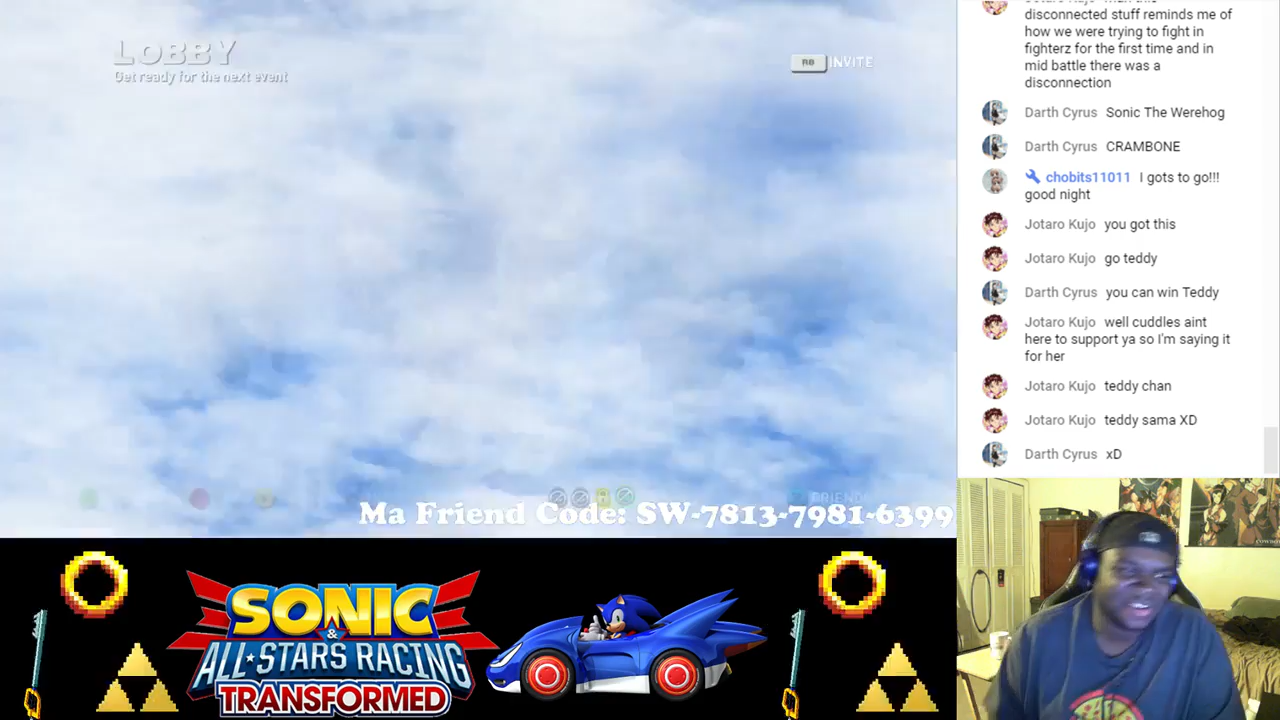 LOBBY
Get ready for the next event
RB INVITE
FRIENDS
Ma Friend Code: SW-7813-7981-6399
SONIC
&
ALL★STARS RACING
TRANSFORMED
disconnected stuff reminds me of
how we were trying to fight in
fighterz for the first time and in
mid battle there was a
disconnection
Darth Cyrus Sonic The Werehog
Darth Cyrus CRAMBONE
chobits11011 I gots to go!!!
good night
Jotaro Kujo you got this
Jotaro Kujo go teddy
Darth Cyrus you can win Teddy
Jotaro Kujo well cuddles aint
here to support ya so I'm saying it
for her
Jotaro Kujo teddy chan
Jotaro Kujo teddy sama XD
Darth Cyrus xD